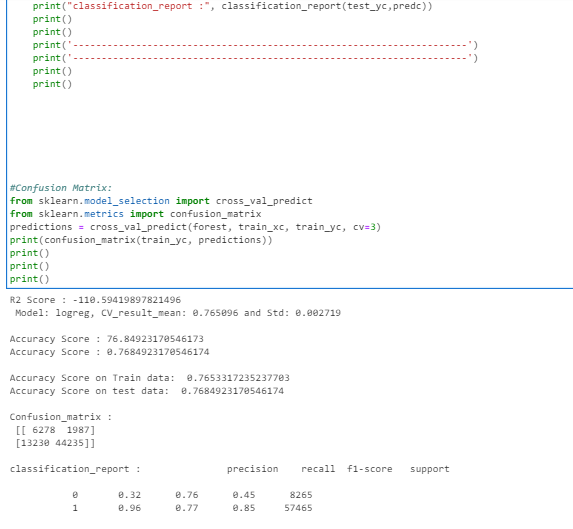 print("classification_report :", classification_report(test_yc,predc))
print()
print()
print('--------------------------------------------------------------------')
print('--------------------------------------------------------------------')
print()
print()
#Confusion Matrix:
from sklearn.model_selection import cross_val_predict
from sklearn.metrics import confusion_matrix
predictions = cross_val_predict(forest, train_xc, train_yc, cv=3)
print(confusion_matrix(train_yc, predictions))
print()
print()
print()
R2 Score : -110.59419897821496
Model: logreg, CV_result_mean: 0.765096 and Std: 0.002719
Accuracy Score : 76.84923170546173
Accuracy Score : 0.7684923170546174
Accuracy Score on Train data:  0.7653317235237703
Accuracy Score on test data:  0.7684923170546174
Confusion_matrix :
[[ 6278  1987]
[13230 44235]]
classification_report :               precision    recall  f1-score   support
0       0.32      0.76      0.45      8265
1       0.96      0.77      0.85     57465